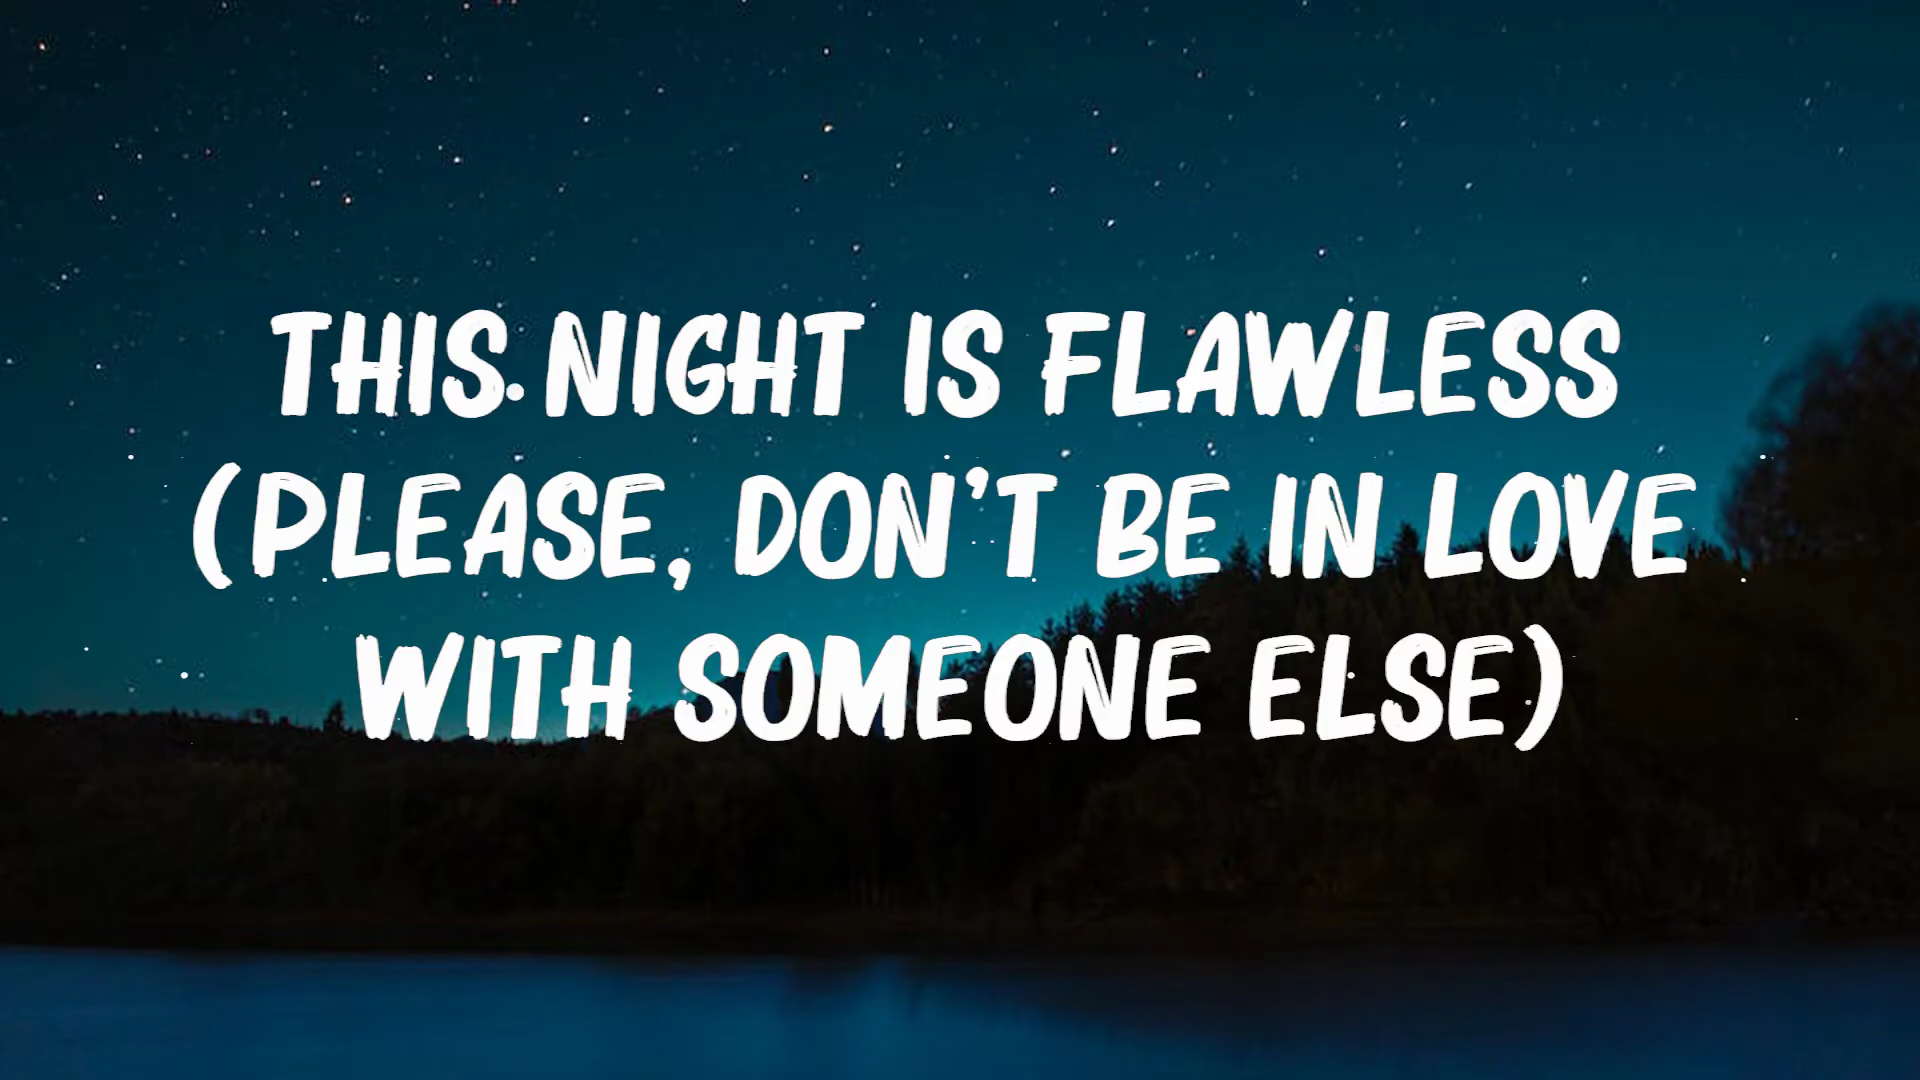 THIS NIGHT IS FLAWLESS
(PLEASE, DON'T BE IN LOVE
WITH SOMEONE ELSE)